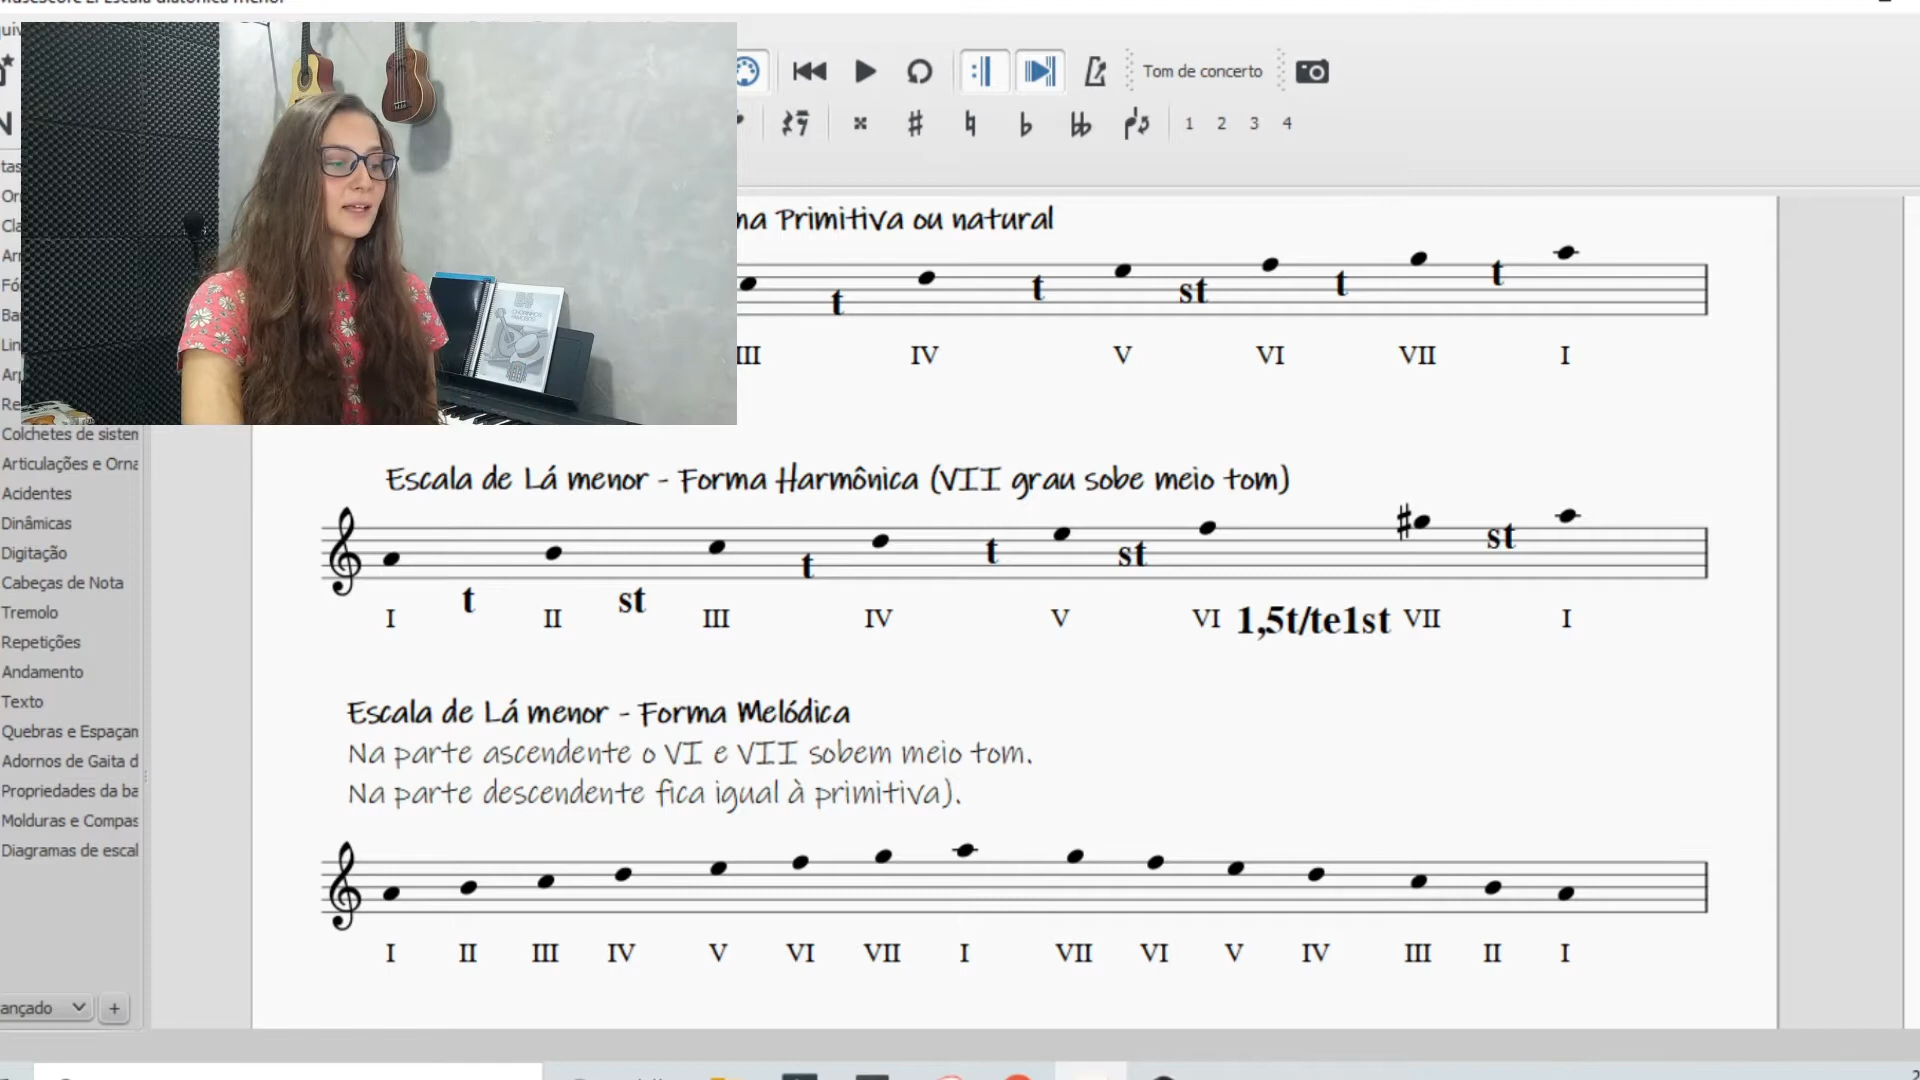 MuseScore 2: Escala diatônica menor
Tom de concerto
1 2 3 4
Primitiva ou natural
t t st t t
III IV V VI VII I
Colchetes de sisten
Articulações e Orna
Acidentes
Dinâmicas
Digitação
Cabeças de Nota
Tremolo
Repetições
Andamento
Texto
Quebras e Espaçan
Adornos de Gaita d
Propriedades da ba
Molduras e Compas
Diagramas de escal
ançado
Escala de Lá menor - Forma Harmônica (VII grau sobe meio tom)
t st t t st 1,5t/te1st st
I II III IV V VI VII I
Escala de Lá menor - Forma Melódica
Na parte ascendente o VI e VII sobem meio tom.
Na parte descendente fica igual à primitiva).
I II III IV V VI VII I VII VI V IV III II I